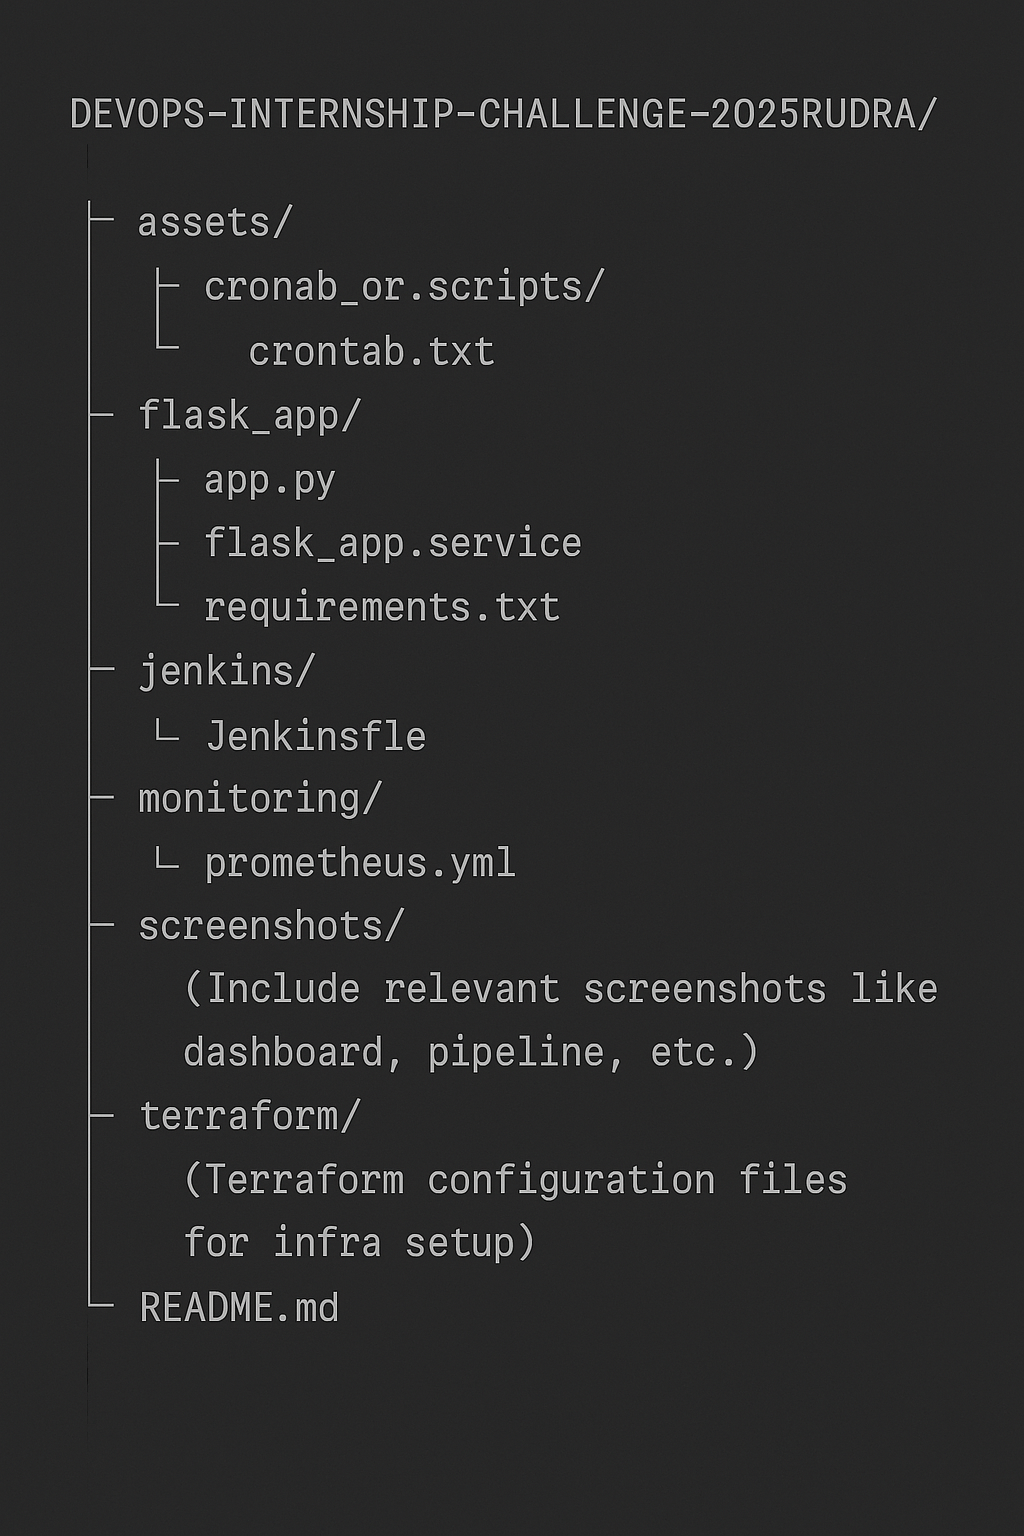 DEVOPS-INTERNSHIP-CHALLENGE-2025RUDRA/
assets/
cronab_or.scripts/
crontab.txt
flask_app/
app.py
flask_app.service
requirements.txt
jenkins/
Jenkinsfle
monitoring/
prometheus.yml
screenshots/
(Include relevant screenshots like
dashboard, pipeline, etc.)
terraform/
(Terraform configuration files
for infra setup)
README.md